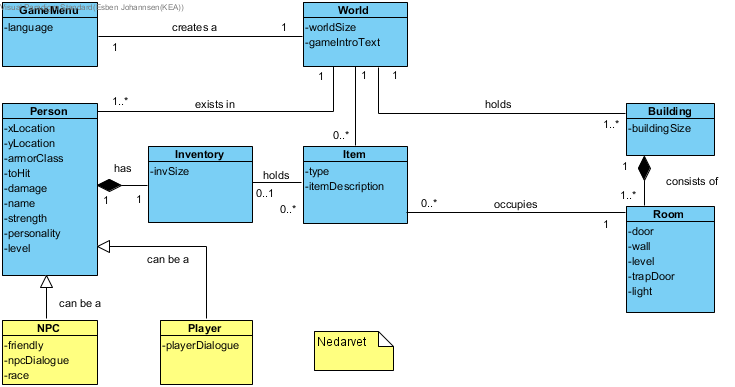 Visual Paradigm Standard(Esben Johannsen(KEA))
GameMenu
-language
creates a
1
1
World
-worldSize
-gameIntroText
1
1
1
exists in
1..*
holds
1..*
0..*
Building
-buildingSize
1
consists of
1..*
Person
-xLocation
-yLocation
-armorClass
-toHit
-damage
-name
-strength
-personality
-level
has
1
1
Inventory
-invSize
holds
0..1
0..*
Item
-type
-itemDescription
0..*
occupies
1
Room
-door
-wall
-level
-trapDoor
-light
can be a
can be a
NPC
-friendly
-npcDialogue
-race
Player
-playerDialogue
Nedarvet